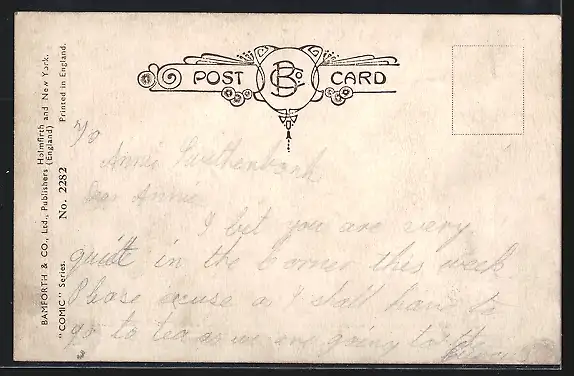 POST CARD
BCo
BAMFORTH & CO., Ltd., Publishers (England) Holmfirth and New York.
"COMIC" Series. No. 2282 Printed in England.
Annie
Dear Annie
I bet you are very
quiet in the corner this week
Please excuse as I shall have to
go to tea as we are going to the